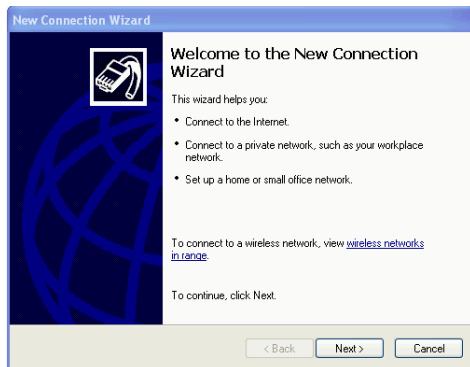 New Connection Wizard
Welcome to the New Connection
Wizard
This wizard helps you:
• Connect to the Internet.
• Connect to a private network, such as your workplace
network.
• Set up a home or small office network.
To connect to a wireless network, view wireless networks
in range.
To continue, click Next.
< Back Next > Cancel